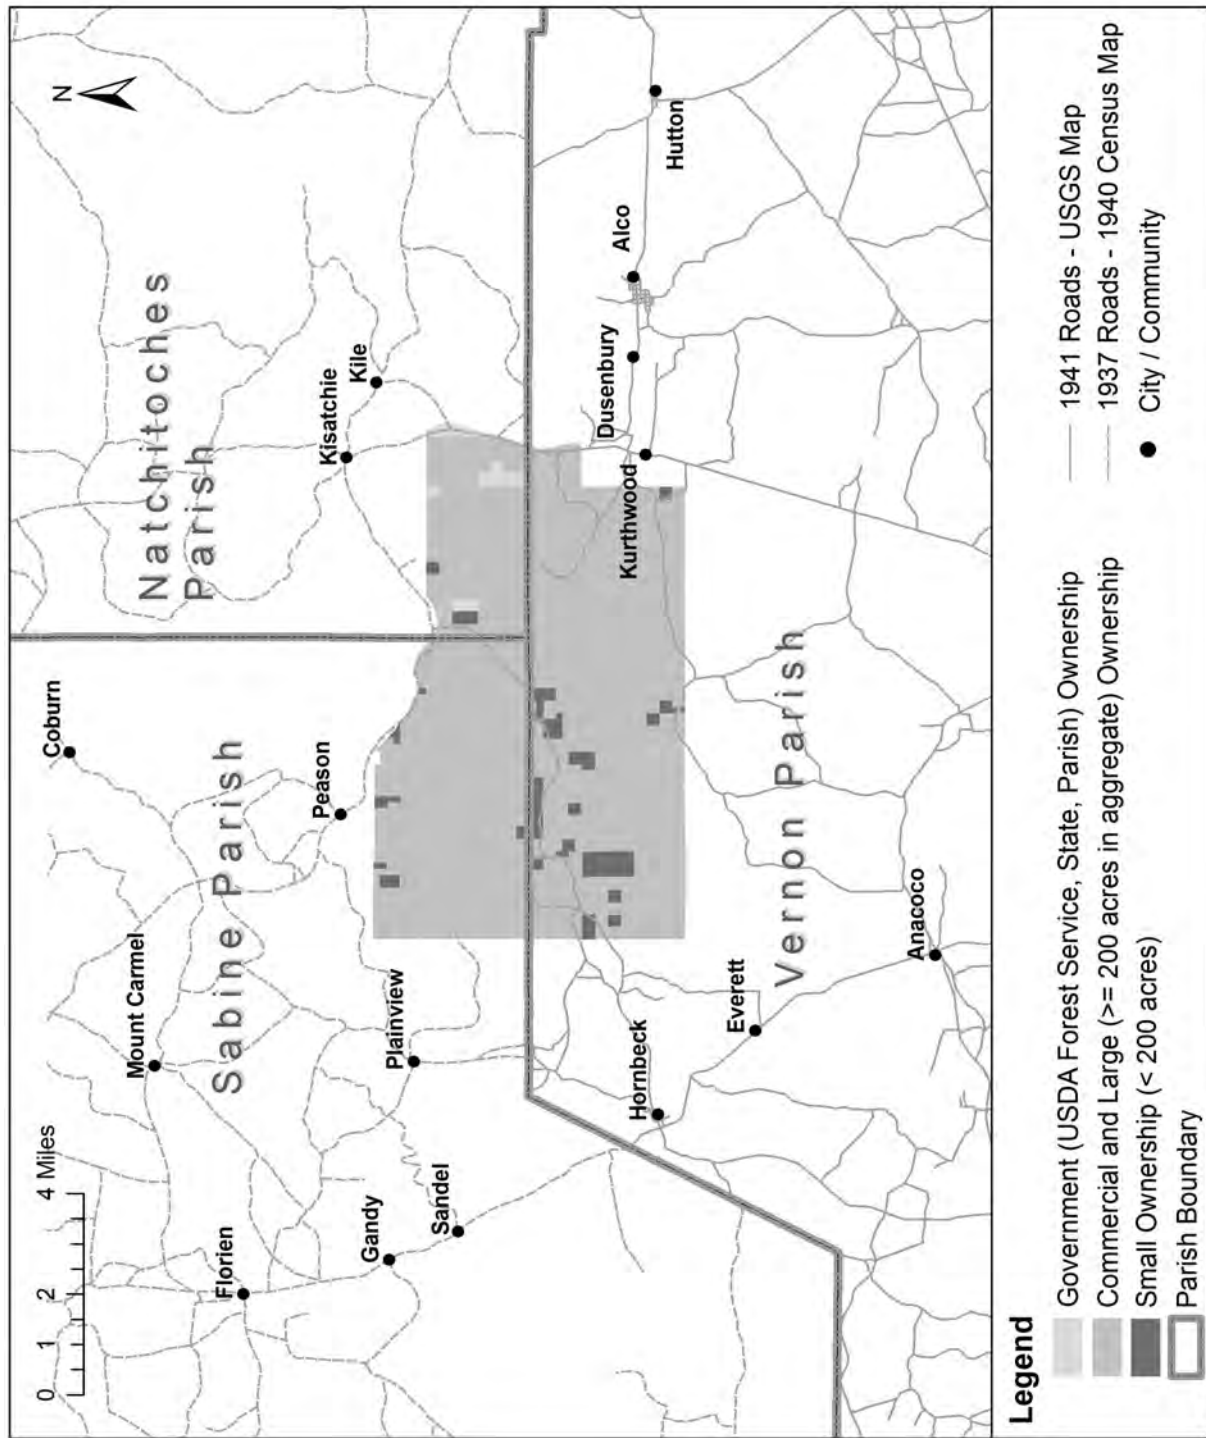 N
0
1
2
4 Miles
Coburn
Florien
Mount Carmel
Natchitoches
Parish
Sabine Parish
Peason
Kisatchie
Kile
Gandy
Plainview
Sandel
Hornbeck
Kurthwood
Dusenbury
Alco
Hutton
Everett
Vernon Parish
Anacoco
Legend
Government (USDA Forest Service, State, Parish) Ownership
Commercial and Large (>= 200 acres in aggregate) Ownership
Small Ownership (< 200 acres)
Parish Boundary
1941 Roads - USGS Map
1937 Roads - 1940 Census Map
City / Community